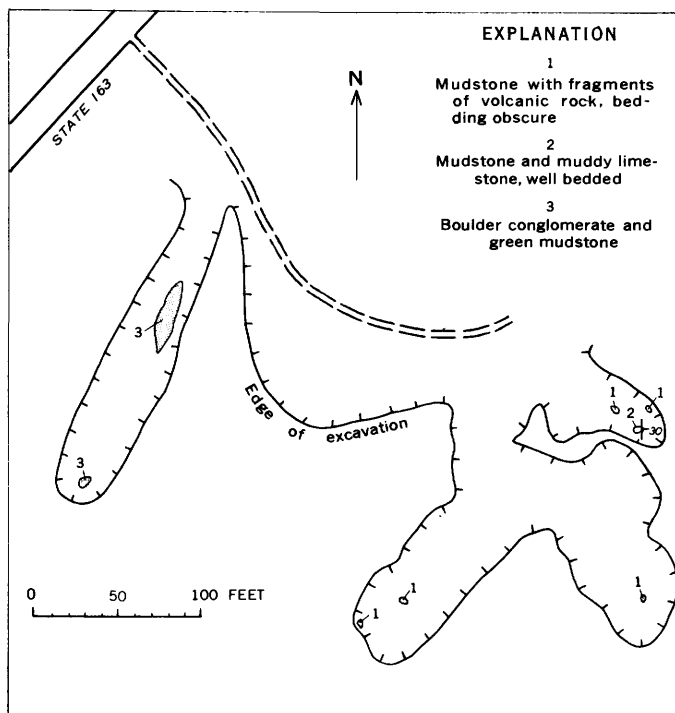 EXPLANATION
1
Mudstone with fragments
of volcanic rock, bed-
ding obscure
2
Mudstone and muddy lime-
stone, well bedded
3
Boulder conglomerate and
green mudstone
STATE 163
N
3
3
Edge of excavation
1
1
2
30
1
1
1
0 50 100 FEET